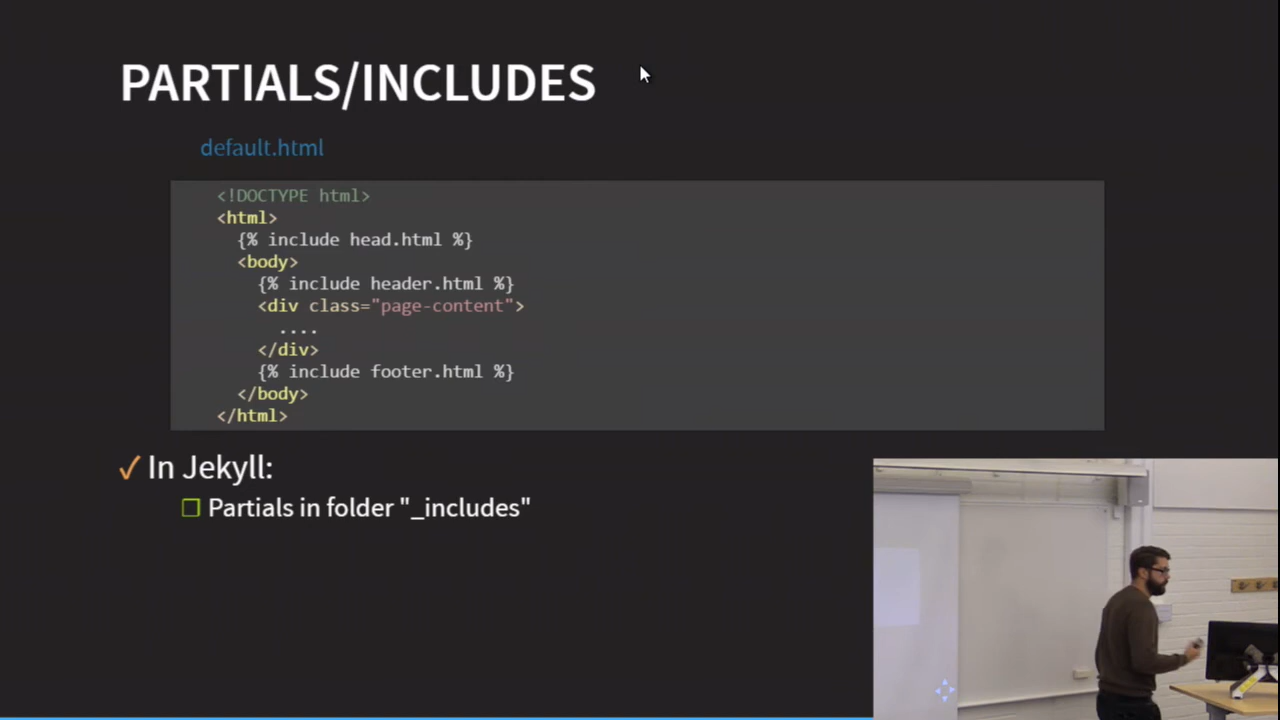 PARTIALS/INCLUDES
default.html
<!DOCTYPE html>
<html>
  {% include head.html %}
  <body>
    {% include header.html %}
    <div class="page-content">
      ....
    </div>
    {% include footer.html %}
  </body>
</html>
✓ In Jekyll:
Partials in folder "_includes"